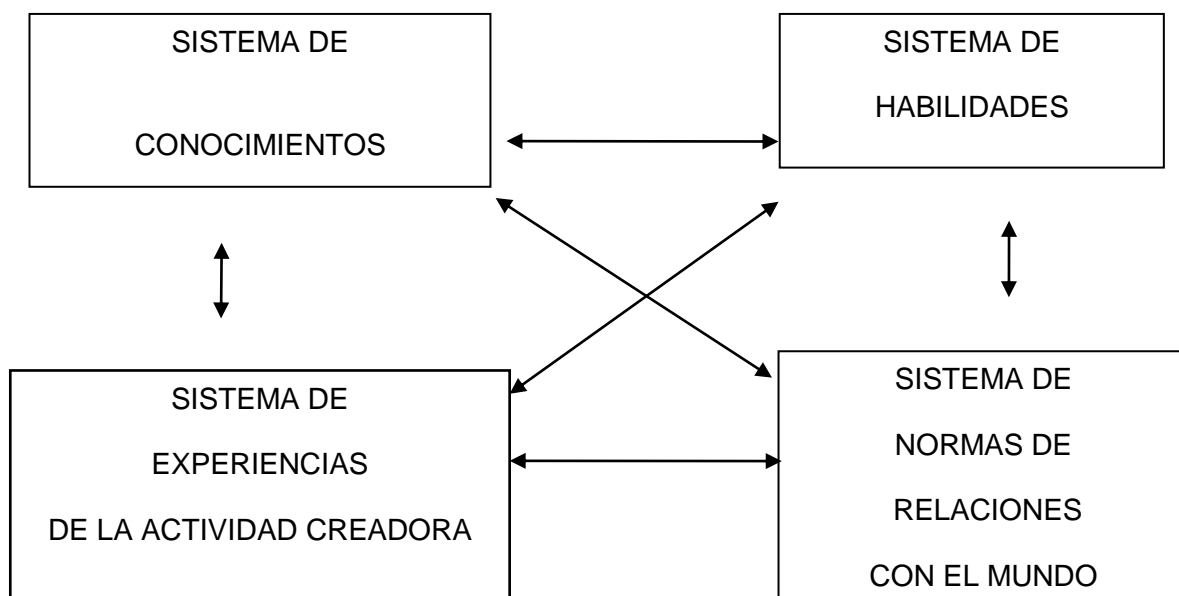 SISTEMA DE
CONOCIMIENTOS
SISTEMA DE
HABILIDADES
SISTEMA DE
EXPERIENCIAS
DE LA ACTIVIDAD CREADORA
SISTEMA DE
NORMAS DE
RELACIONES
CON EL MUNDO